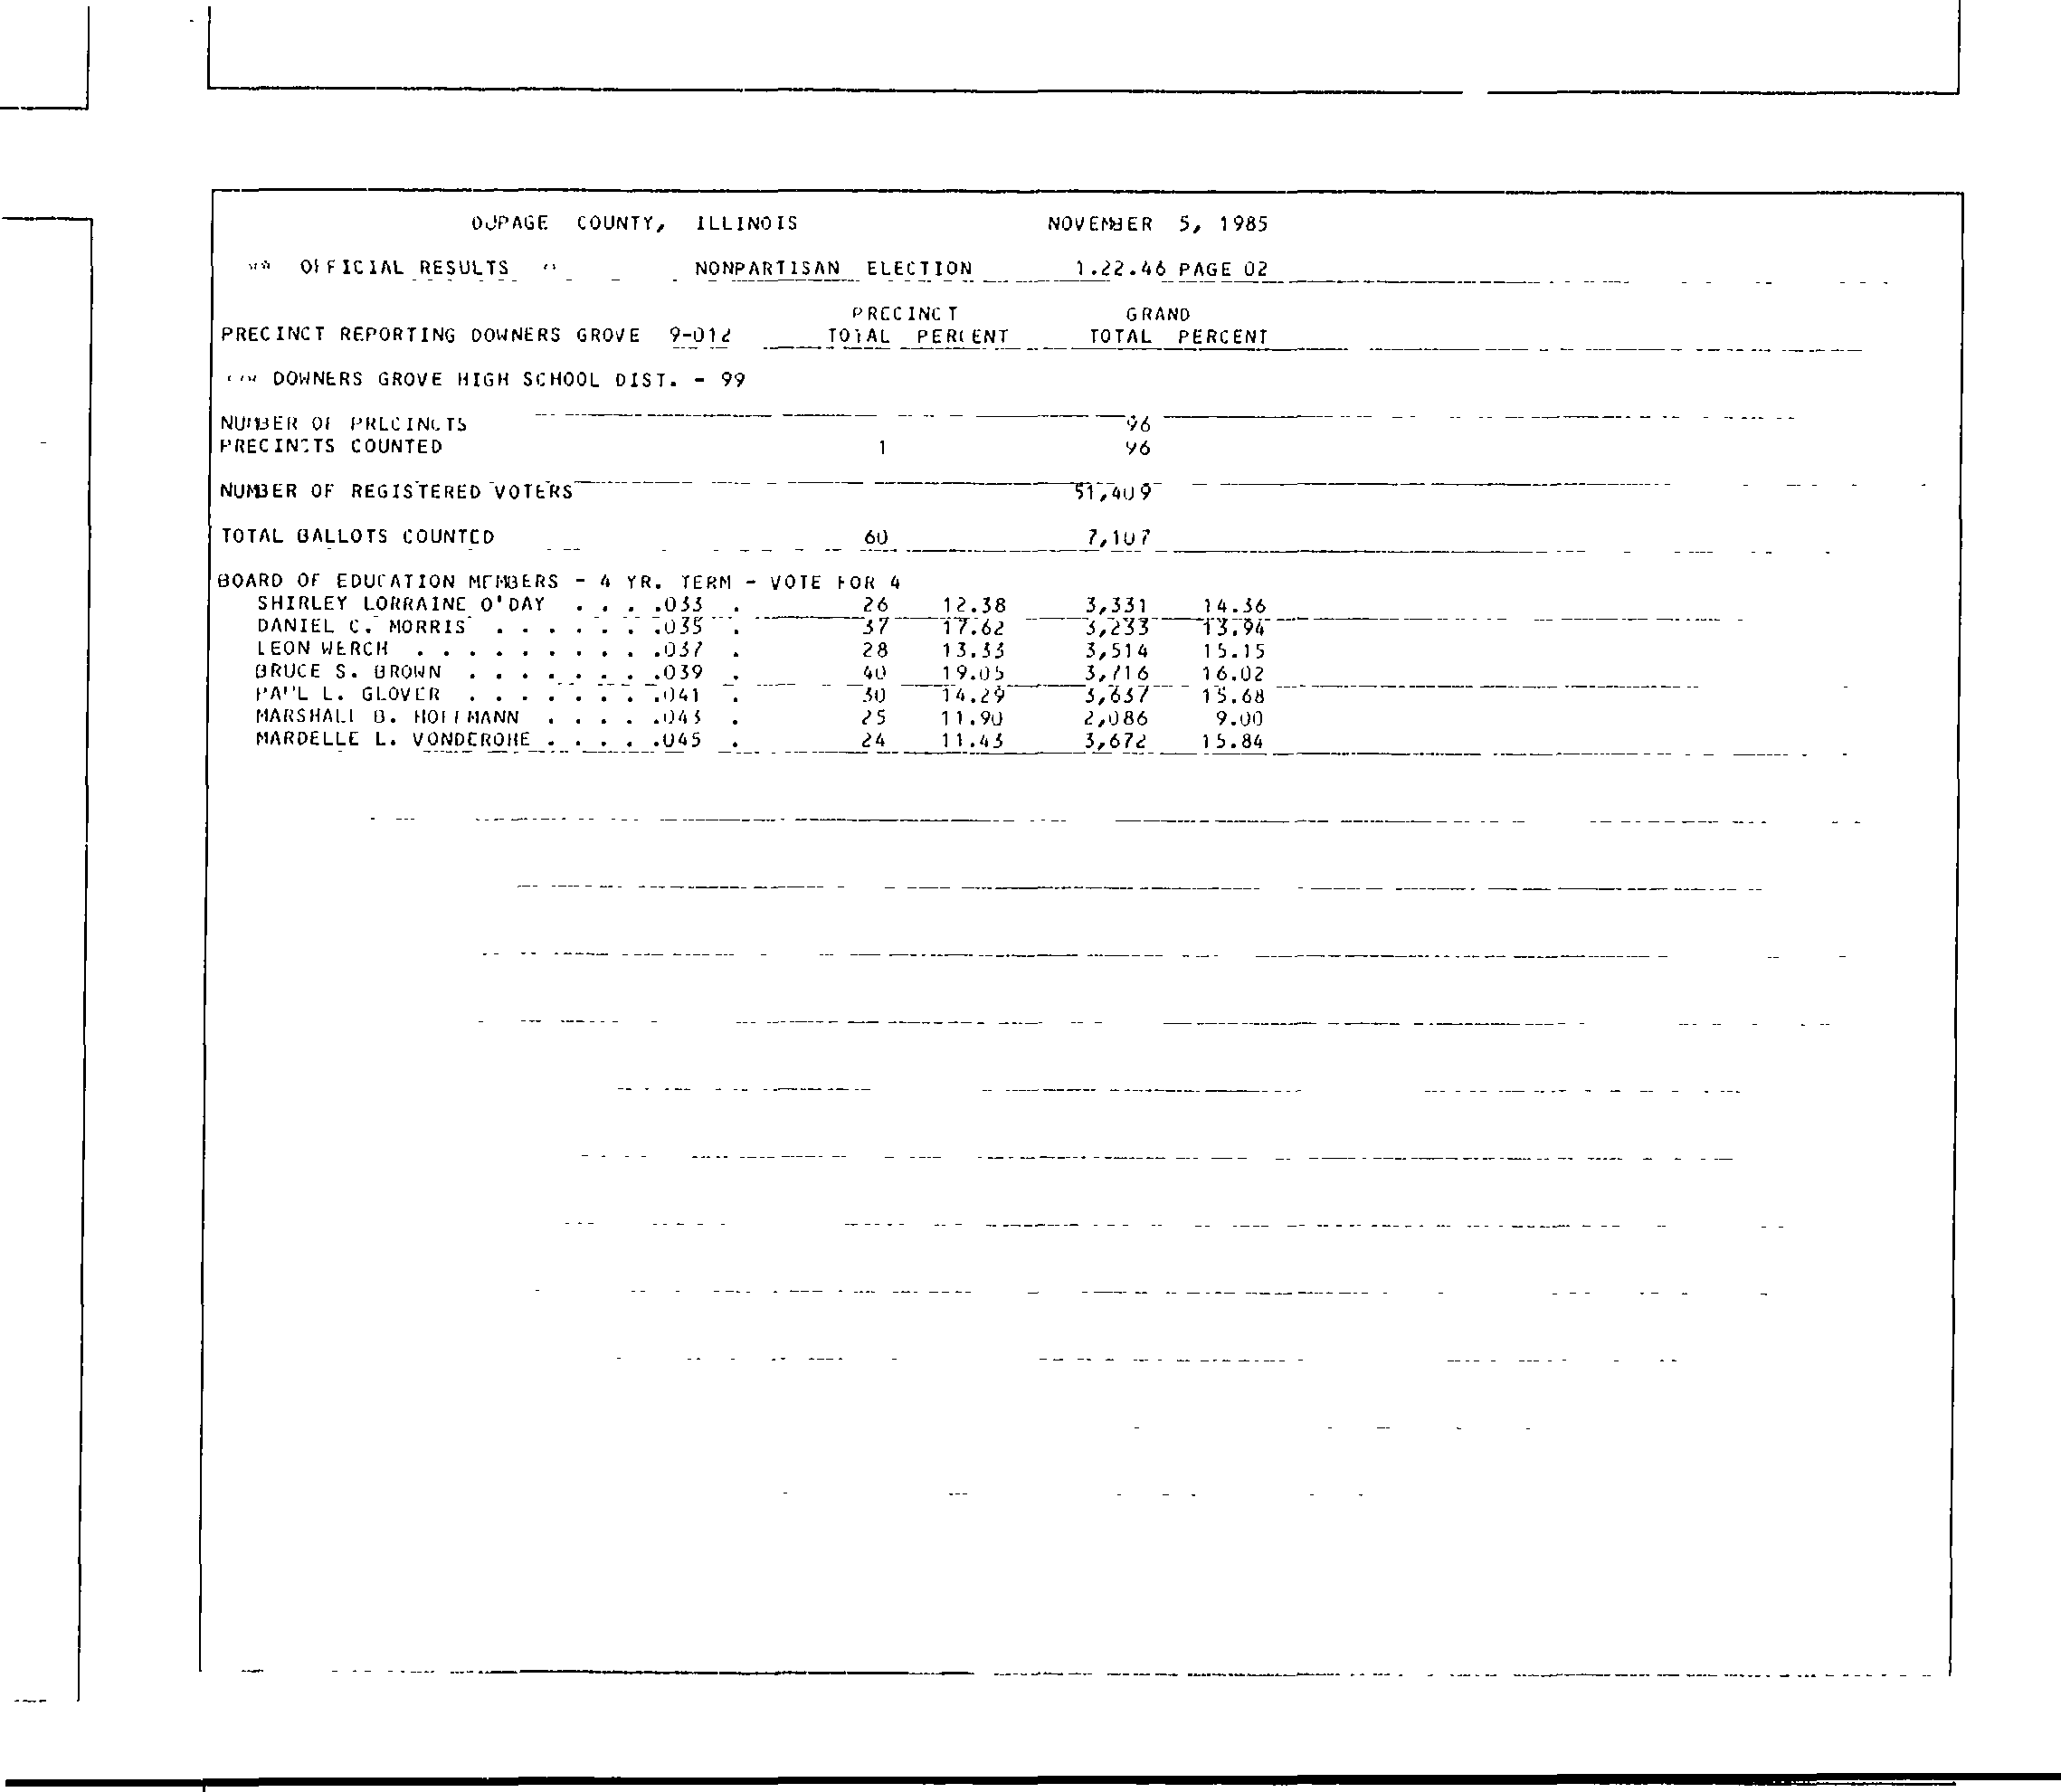 DUPAGE COUNTY, ILLINOIS NOVEMBER 5, 1985
** OFFICIAL RESULTS ** NONPARTISAN ELECTION 1.22.46 PAGE 02
PRECINCT GRAND
PRECINCT REPORTING DOWNERS GROVE 9-012 TOTAL PERCENT TOTAL PERCENT
DOWNERS GROVE HIGH SCHOOL DIST. - 99
NUMBER OF PRECINCTS 96
PRECINCTS COUNTED 1 96
NUMBER OF REGISTERED VOTERS 51,409
TOTAL BALLOTS COUNTED 60 7,107
BOARD OF EDUCATION MEMBERS - 4 YR. TERM - VOTE FOR 4
SHIRLEY LORRAINE O'DAY . . . .033 . 26 12.38 3,331 14.36
DANIEL C. MORRIS . . . . . . .035 . 37 17.62 3,233 13.94
LEON WERCH . . . . . . . . . .037 . 28 13.33 3,514 15.15
BRUCE S. BROWN . . . . . . . .039 . 40 19.05 3,716 16.02
PAUL L. GLOVER . . . . . . . .041 . 30 14.29 3,637 15.68
MARSHALL B. HOFFMANN . . . . .043 . 25 11.90 2,086 9.00
MARDELLE L. VONDEROHE . . . . .045 . 24 11.43 3,672 15.84